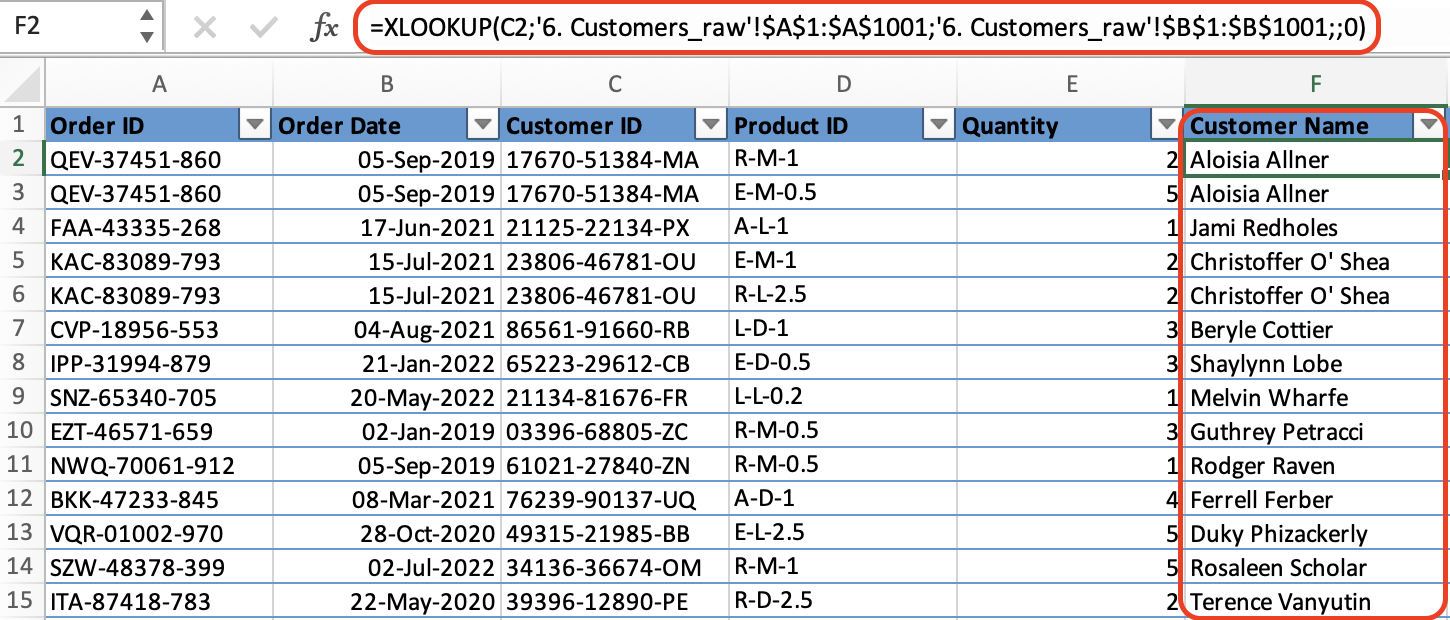 F2 fx =XLOOKUP(C2;'6. Customers_raw'!$A$1:$A$1001;'6. Customers_raw'!$B$1:$B$1001;;0)
A B C D E F
1 Order ID Order Date Customer ID Product ID Quantity Customer Name
2 QEV-37451-860 05-Sep-2019 17670-51384-MA R-M-1 2 Aloisia Allner
3 QEV-37451-860 05-Sep-2019 17670-51384-MA E-M-0.5 5 Aloisia Allner
4 FAA-43335-268 17-Jun-2021 21125-22134-PX A-L-1 1 Jami Redholes
5 KAC-83089-793 15-Jul-2021 23806-46781-OU E-M-1 2 Christoffer O' Shea
6 KAC-83089-793 15-Jul-2021 23806-46781-OU R-L-2.5 2 Christoffer O' Shea
7 CVP-18956-553 04-Aug-2021 86561-91660-RB L-D-1 3 Beryle Cottier
8 IPP-31994-879 21-Jan-2022 65223-29612-CB E-D-0.5 3 Shaylynn Lobe
9 SNZ-65340-705 20-May-2022 21134-81676-FR L-L-0.2 1 Melvin Wharfe
10 EZT-46571-659 02-Jan-2019 03396-68805-ZC R-M-0.5 3 Guthrey Petracci
11 NWQ-70061-912 05-Sep-2019 61021-27840-ZN R-M-0.5 1 Rodger Raven
12 BKK-47233-845 08-Mar-2021 76239-90137-UQ A-D-1 4 Ferrell Ferber
13 VQR-01002-970 28-Oct-2020 49315-21985-BB E-L-2.5 5 Duky Phizackerly
14 SZW-48378-399 02-Jul-2022 34136-36674-OM R-M-1 5 Rosaleen Scholar
15 ITA-87418-783 22-May-2020 39396-12890-PE R-D-2.5 2 Terence Vanyutin